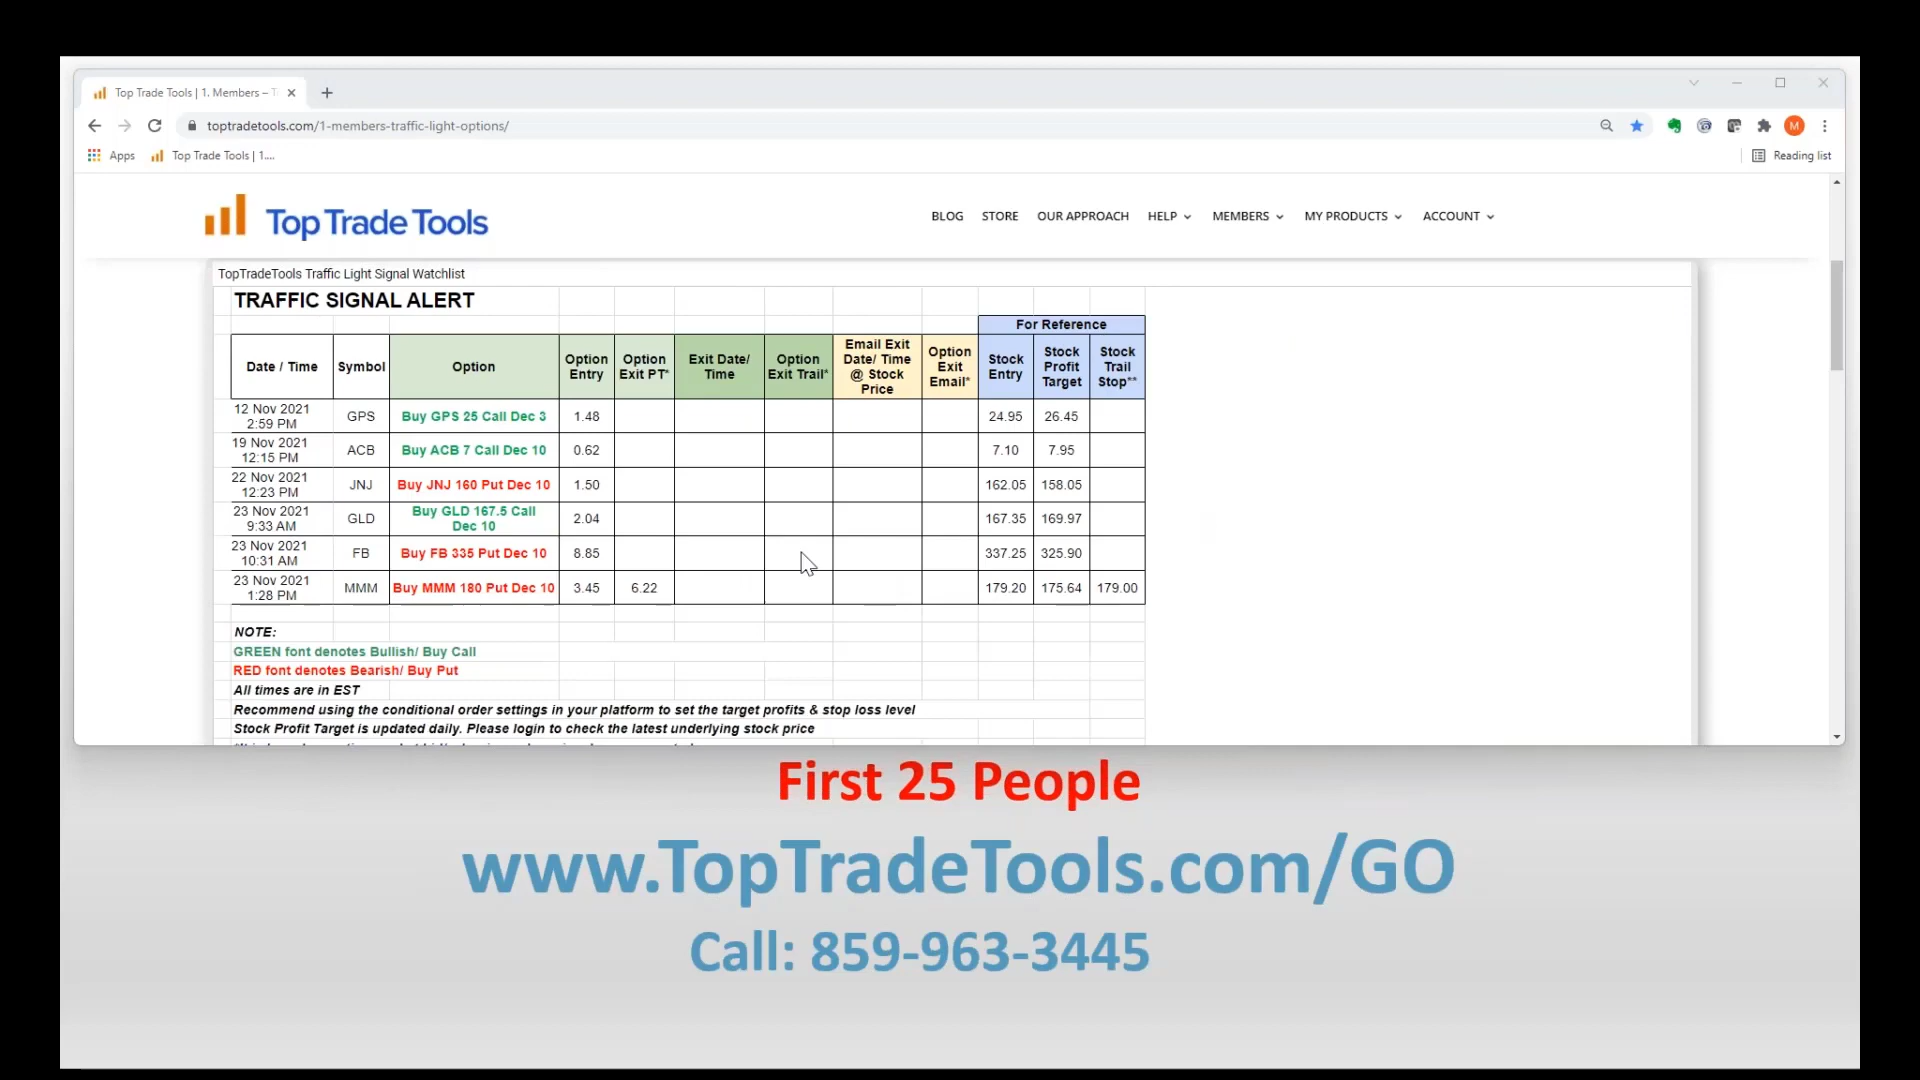 Top Trade Tools | 1. Members – T
toptradetools.com/1-members-traffic-light-options/
M
Apps
Top Trade Tools | 1....
Reading list
Top Trade Tools
BLOG STORE OUR APPROACH HELP MEMBERS MY PRODUCTS ACCOUNT
TopTradeTools Traffic Light Signal Watchlist
TRAFFIC SIGNAL ALERT
For Reference
Date / Time Symbol Option Option Entry Option Exit PT* Exit Date/ Time Option Exit Trail* Email Exit Date/ Time @ Stock Price Option Exit Email* Stock Entry Stock Profit Target Stock Trail Stop**
12 Nov 2021 2:59 PM GPS Buy GPS 25 Call Dec 3 1.48 24.95 26.45
19 Nov 2021 12:15 PM ACB Buy ACB 7 Call Dec 10 0.62 7.10 7.95
22 Nov 2021 12:23 PM JNJ Buy JNJ 160 Put Dec 10 1.50 162.05 158.05
23 Nov 2021 9:33 AM GLD Buy GLD 167.5 Call Dec 10 2.04 167.35 169.97
23 Nov 2021 10:31 AM FB Buy FB 335 Put Dec 10 8.85 337.25 325.90
23 Nov 2021 1:28 PM MMM Buy MMM 180 Put Dec 10 3.45 6.22 179.20 175.64 179.00
NOTE:
GREEN font denotes Bullish/ Buy Call
RED font denotes Bearish/ Buy Put
All times are in EST
Recommend using the conditional order settings in your platform to set the target profits & stop loss level
Stock Profit Target is updated daily. Please login to check the latest underlying stock price
First 25 People
www.TopTradeTools.com/GO
Call: 859-963-3445